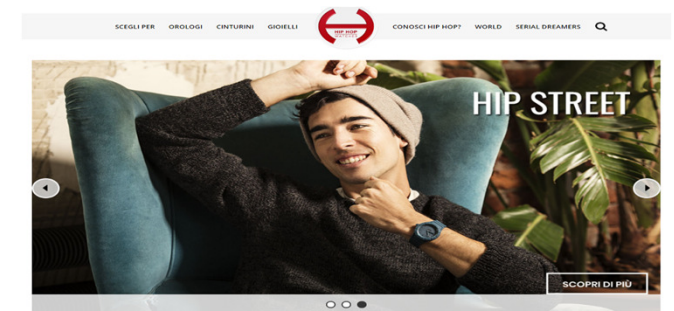 SCEGLI PER OROLOGI CINTURINI GIOIELLI
HIP HOP
CONOSCI HIP HOP? WORLD SERIAL DREAMERS
HIP STREET
SCOPRI DI PIÙ